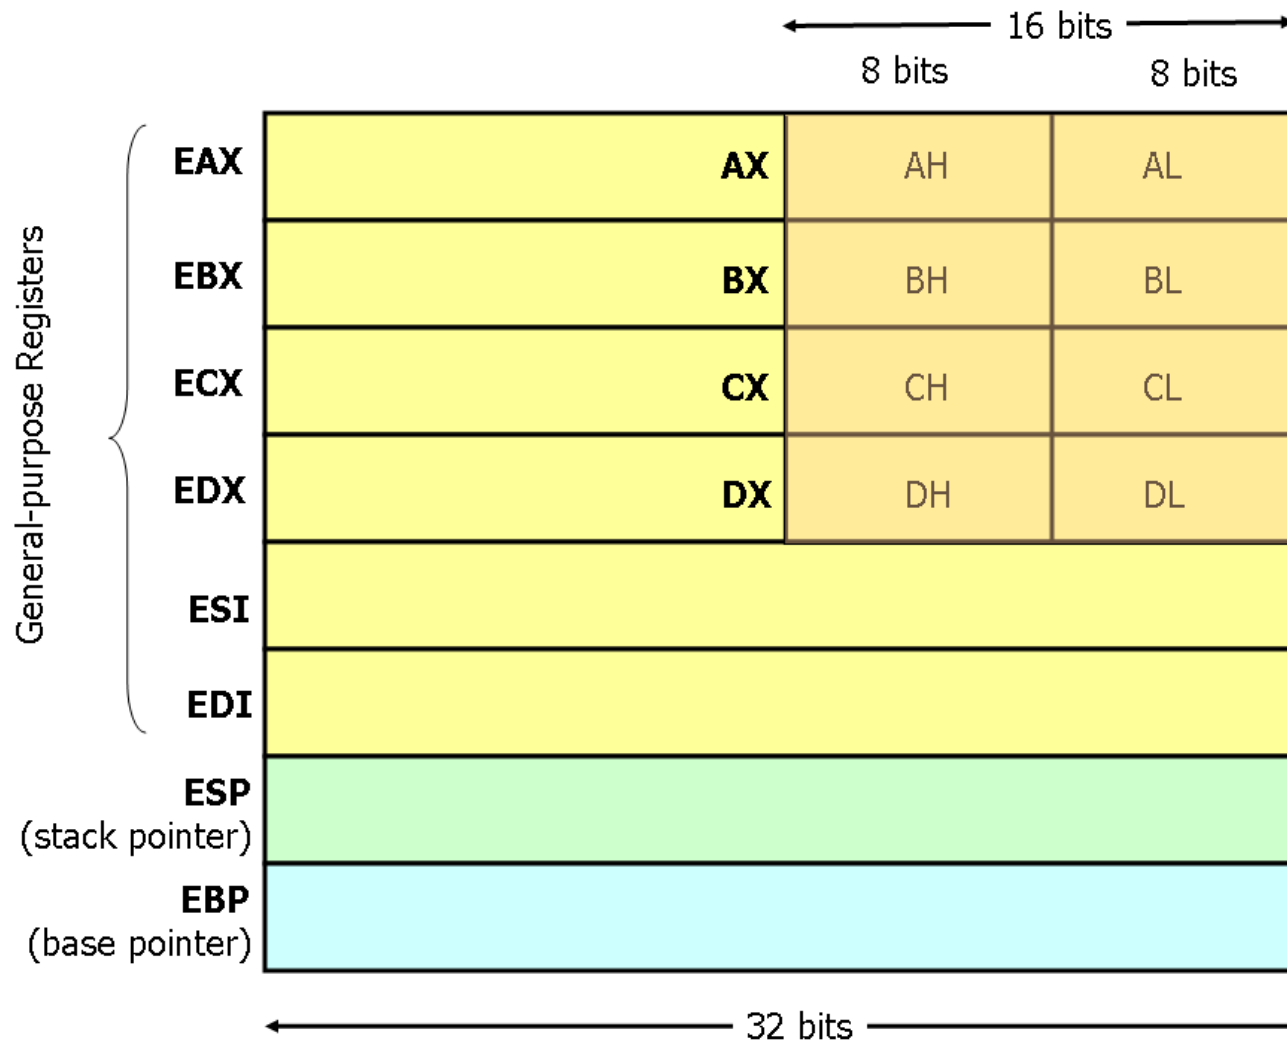 16 bits
8 bits 8 bits
General-purpose Registers
EAX AX AH AL
EBX BX BH BL
ECX CX CH CL
EDX DX DH DL
ESI
EDI
ESP
(stack pointer)
EBP
(base pointer)
32 bits